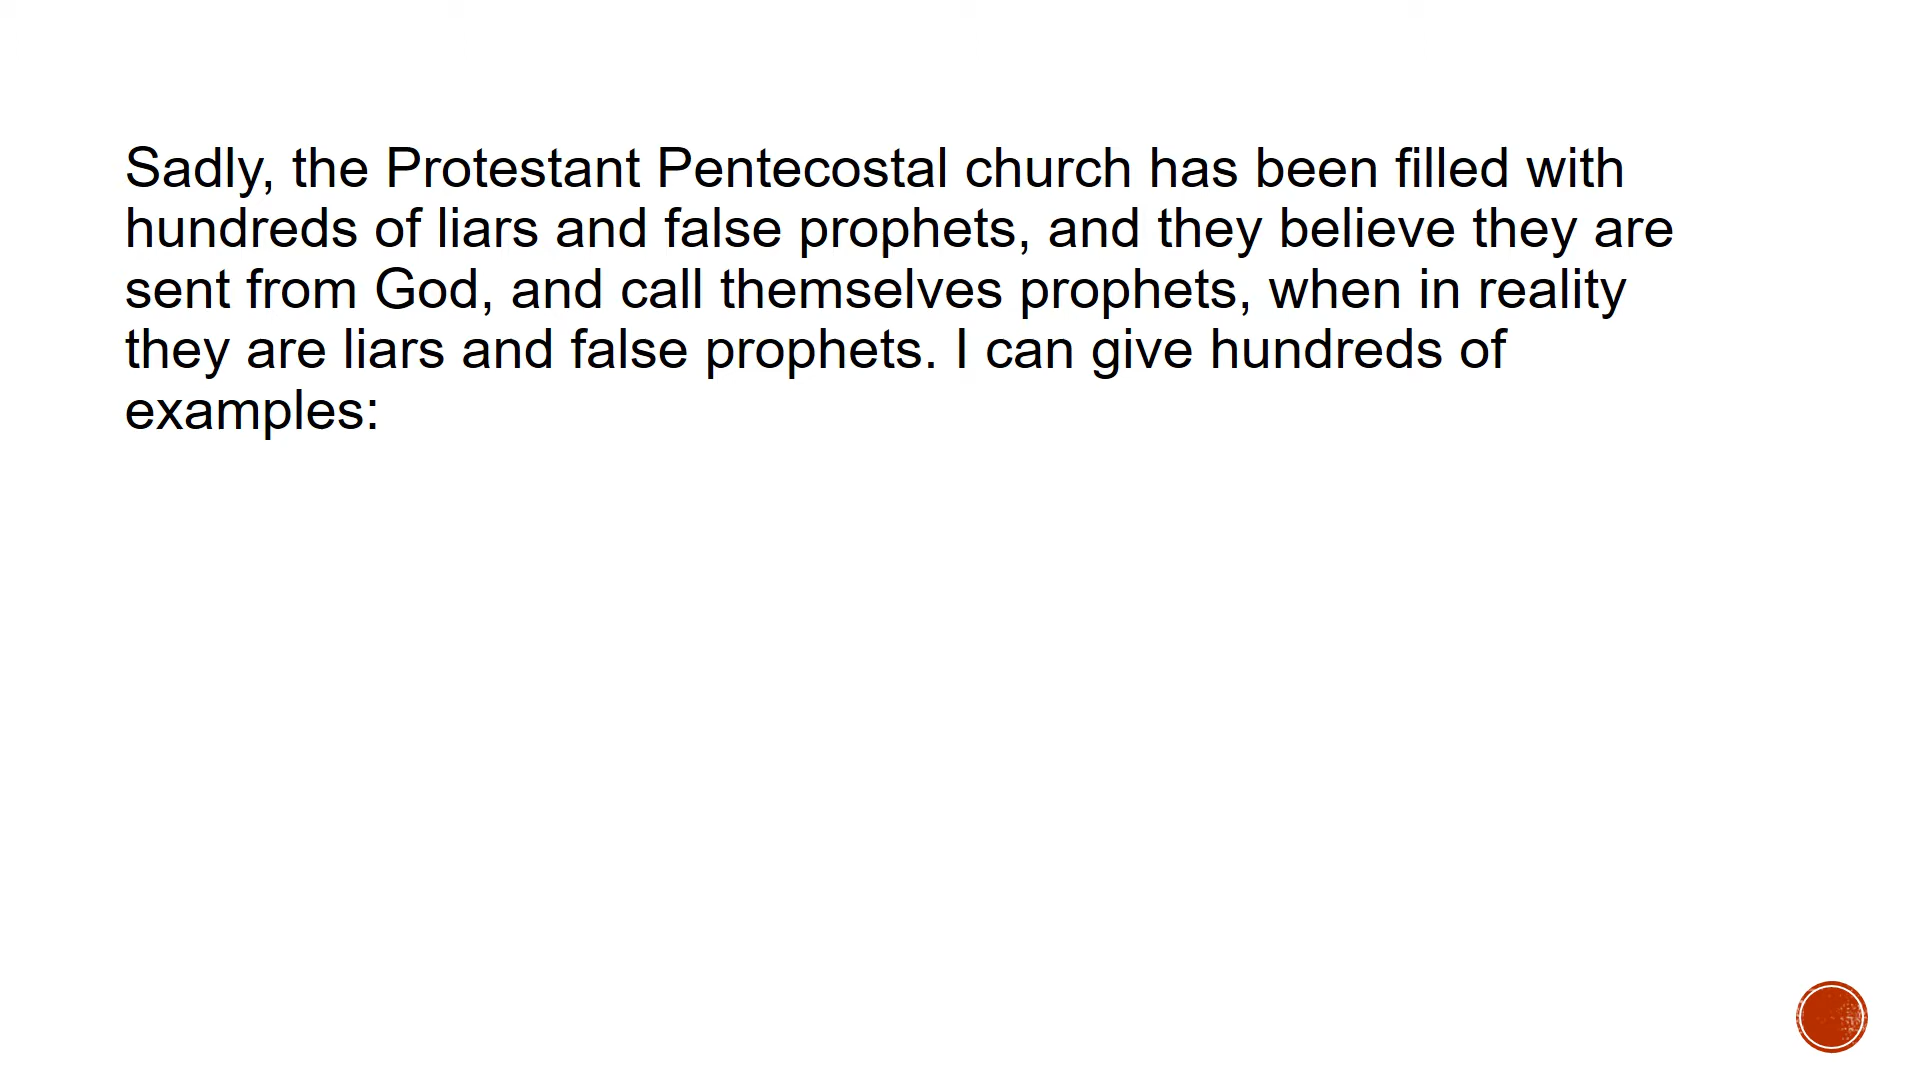 Sadly, the Protestant Pentecostal church has been filled with
hundreds of liars and false prophets, and they believe they are
sent from God, and call themselves prophets, when in reality
they are liars and false prophets. I can give hundreds of
examples: